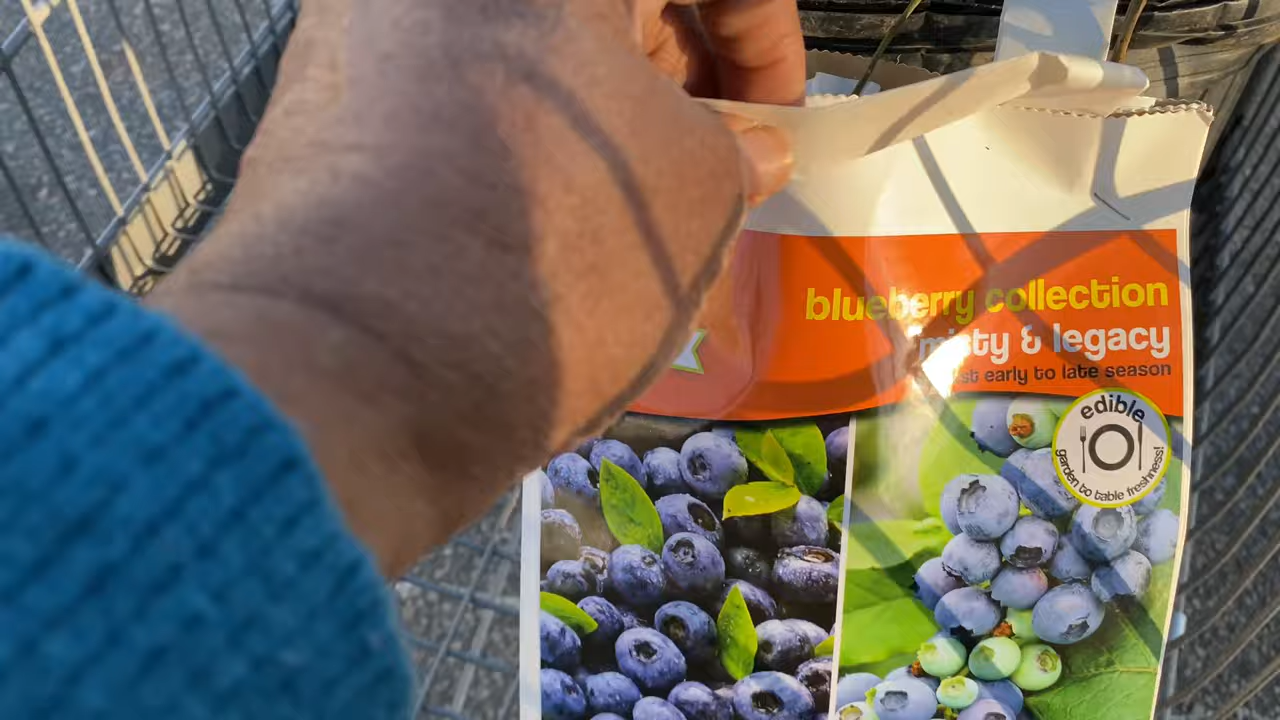 blueberry collection
misty & legacy
early to late season
edible
garden to table freshness!